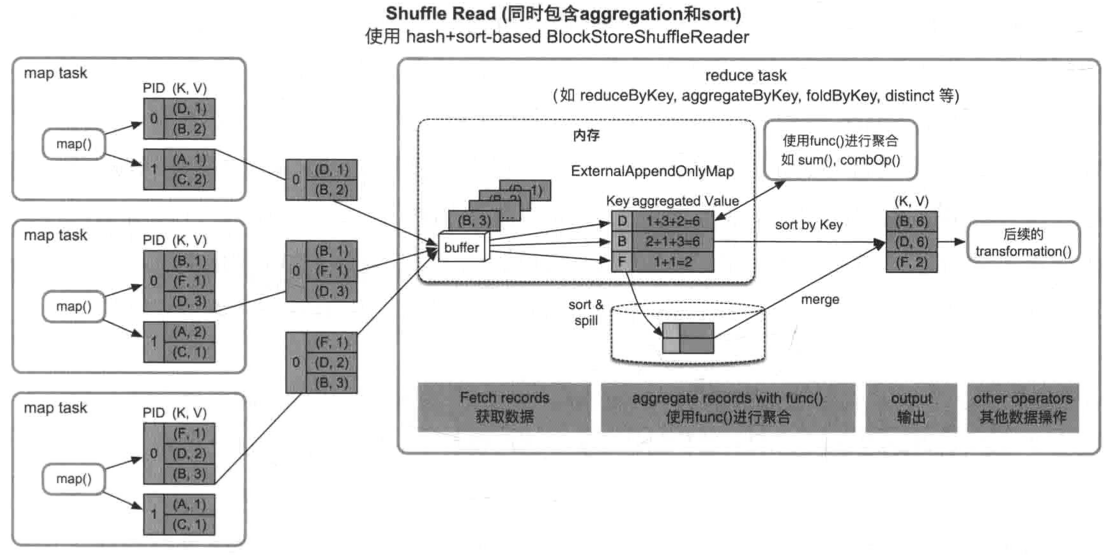 Shuffle Read (同时包含aggregation和sort)
使用 hash+sort-based BlockStoreShuffleReader
map task
PID (K, V)
map()
0
(D, 1)
(B, 2)
1
(A, 1)
(C, 2)
map task
PID (K, V)
map()
0
(B, 1)
(F, 1)
(D, 3)
1
(A, 2)
(C, 1)
map task
PID (K, V)
map()
0
(F, 1)
(D, 2)
(B, 3)
1
(A, 1)
(C, 1)
0
(D, 1)
(B, 2)
0
(B, 1)
(F, 1)
(D, 3)
0
(F, 1)
(D, 2)
(B, 3)
reduce task
(如 reduceByKey, aggregateByKey, foldByKey, distinct 等)
内存
ExternalAppendOnlyMap
(B, 3)
...
buffer
Key aggregated Value
D 1+3+2=6
B 2+1+3=6
F 1+1=2
使用func()进行聚合
如 sum(), combOp()
sort by Key
sort &
spill
merge
(K, V)
(B, 6)
(D, 6)
(F, 2)
后续的
transformation()
Fetch records
获取数据
aggregate records with func()
使用func()进行聚合
output
输出
other operators
其他数据操作